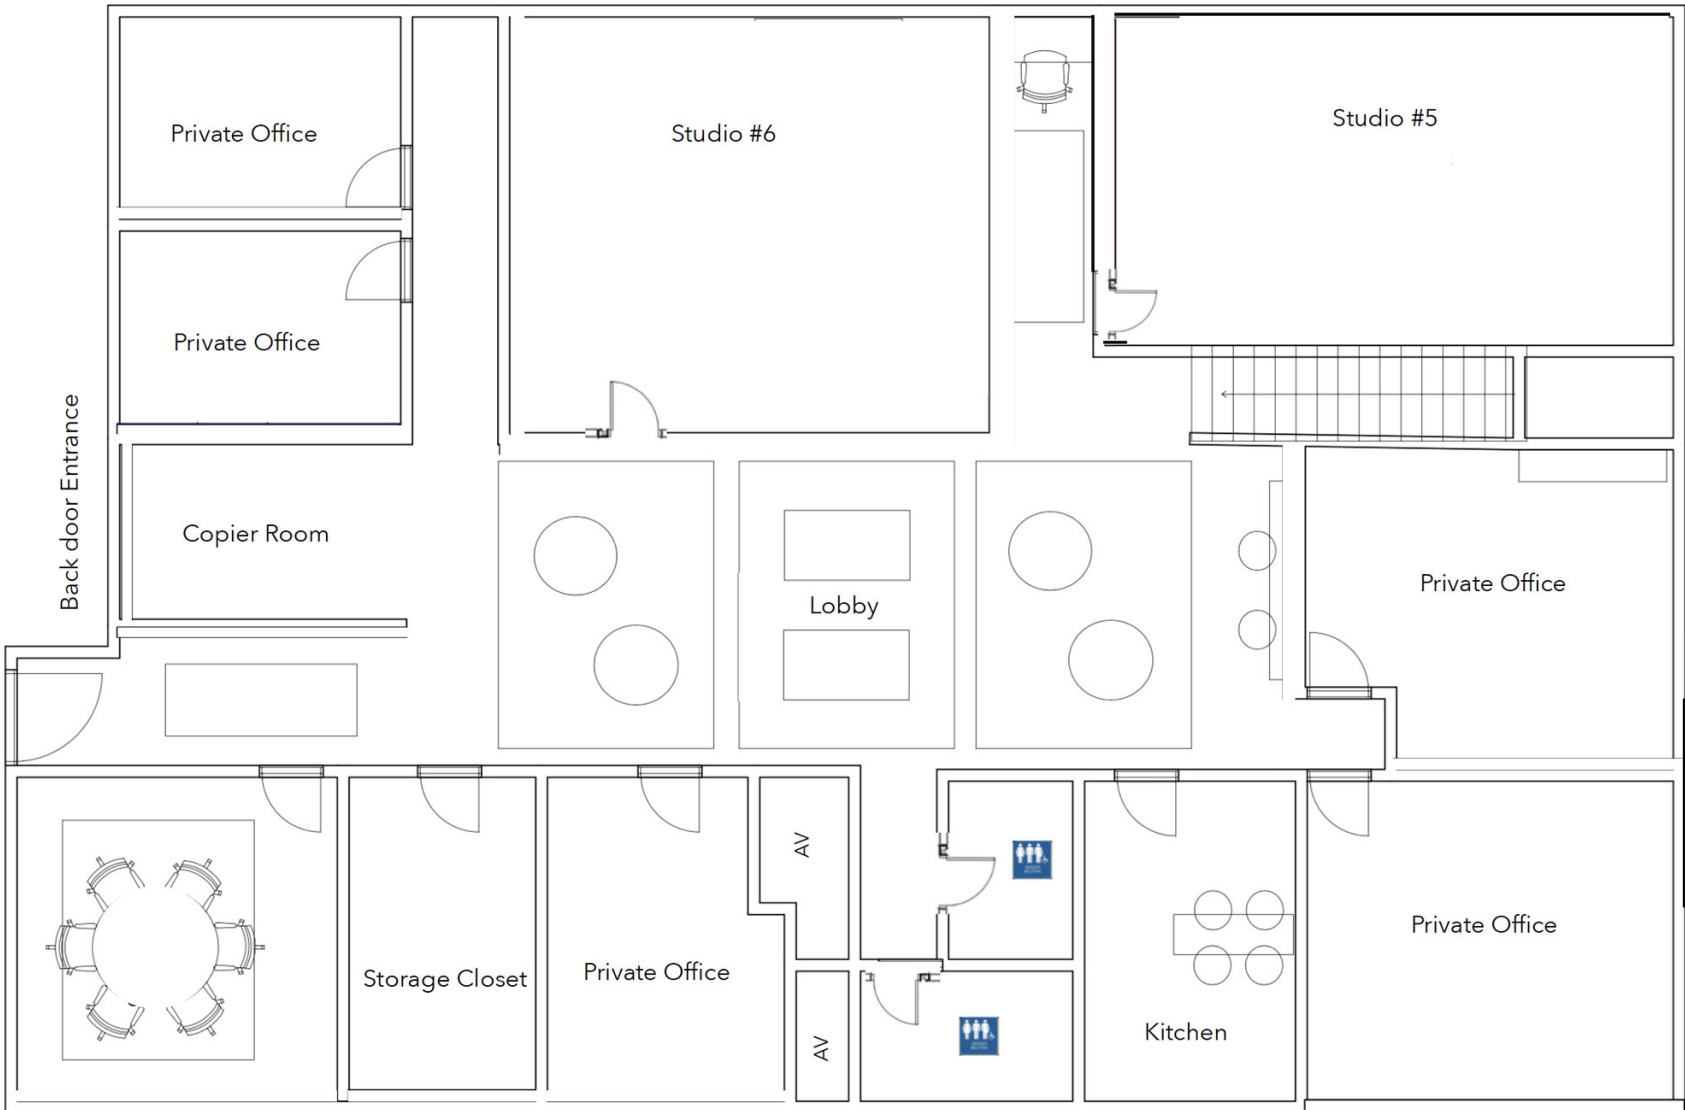 Private Office
Studio #6
Studio #5
Private Office
Back door Entrance
Copier Room
Lobby
Private Office
AV
Storage Closet
Private Office
AV
Kitchen
Private Office